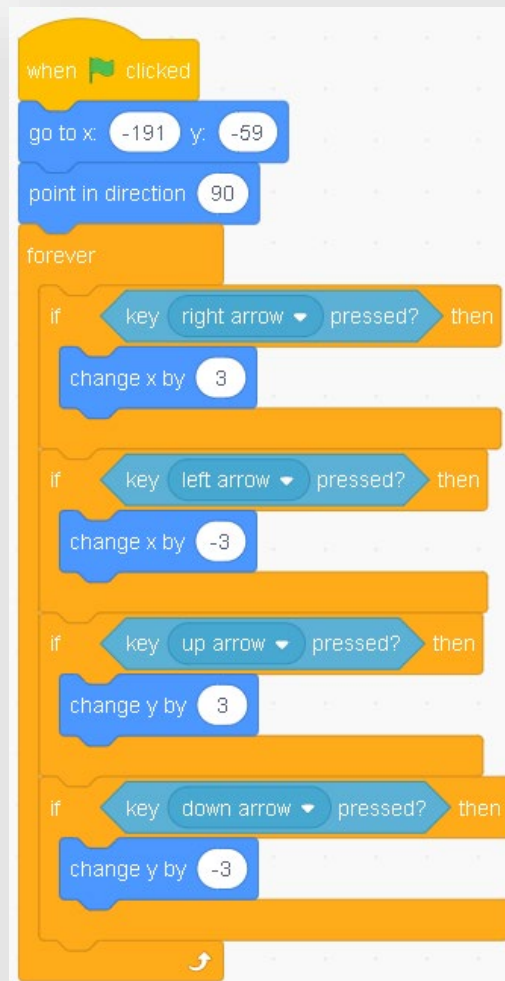 when clicked
go to x: -191 y: -59
point in direction 90
forever
if key right arrow pressed? then
change x by 3
if key left arrow pressed? then
change x by -3
if key up arrow pressed? then
change y by 3
if key down arrow pressed? then
change y by -3